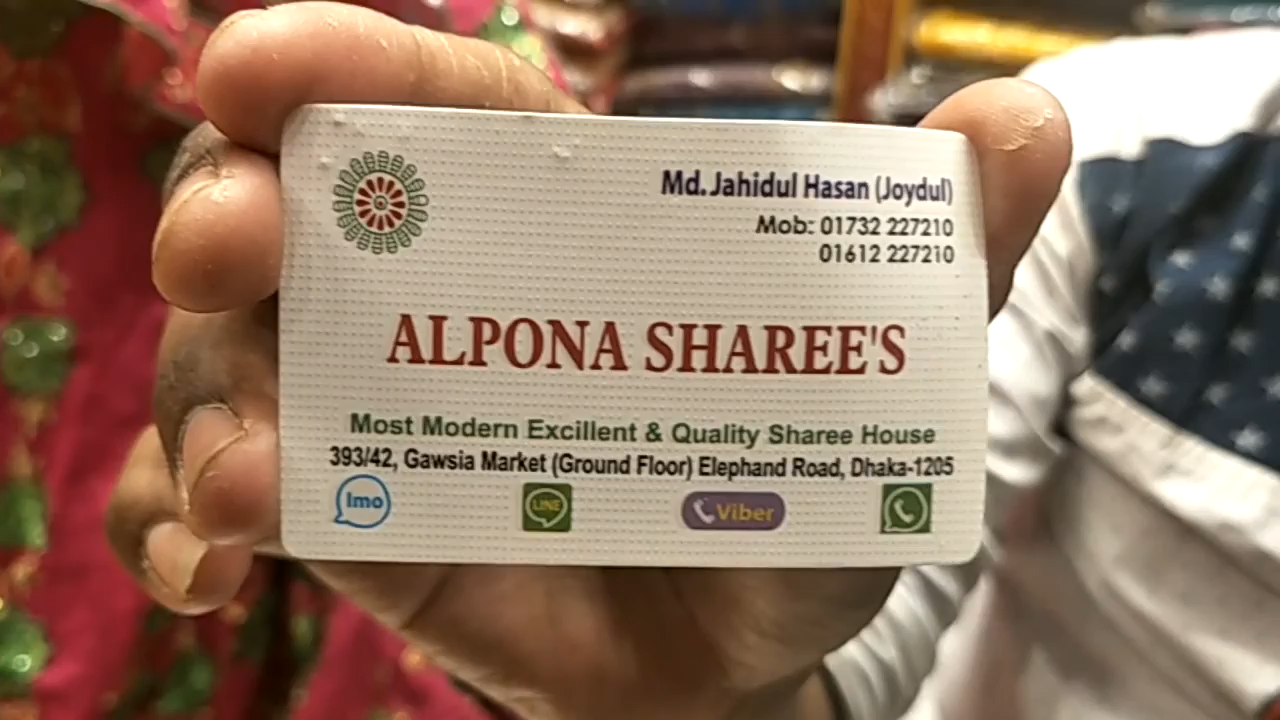 Md. Jahidul Hasan (Joydul)
Mob: 01732 227210
01612 227210
ALPONA SHAREE'S
Most Modern Excillent & Quality Sharee House
393/42, Gawsia Market (Ground Floor) Elephand Road, Dhaka-1205
Imo LINE Viber